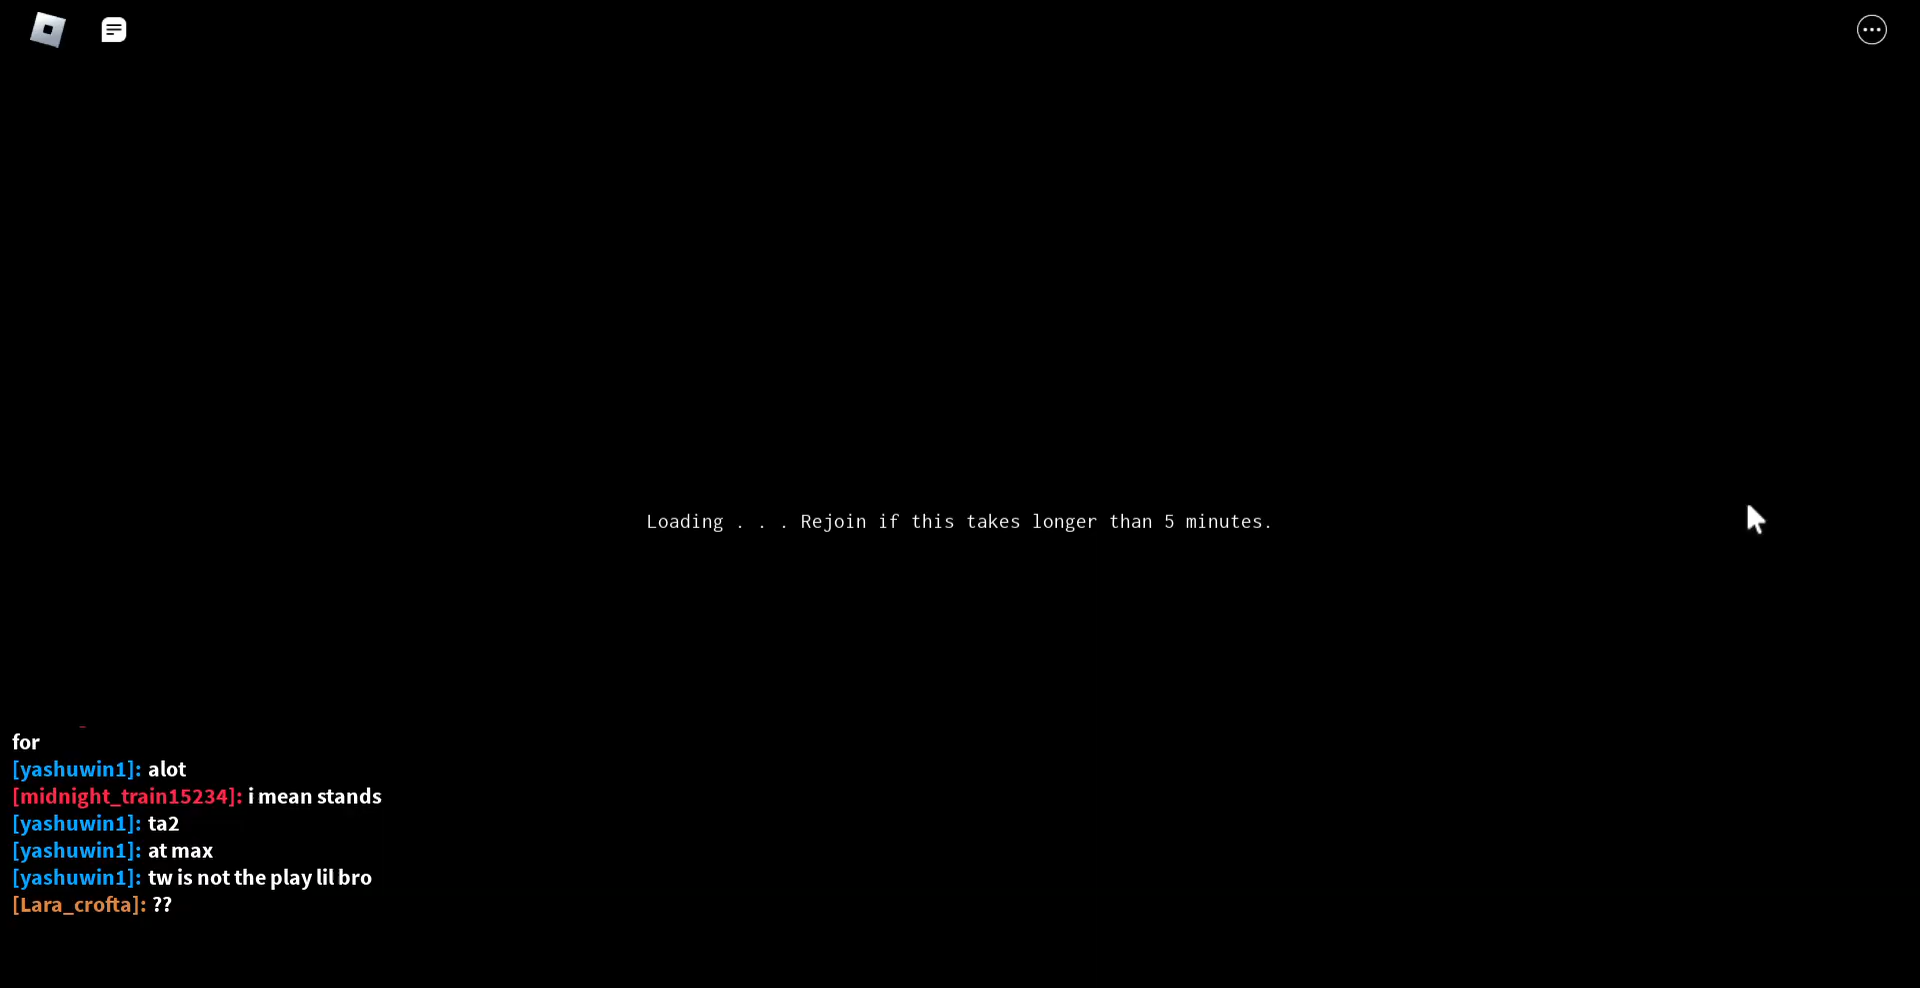 Loading . . . Rejoin if this takes longer than 5 minutes.
for
[yashuwin1]: alot
[midnight_train15234]: i mean stands
[yashuwin1]: ta2
[yashuwin1]: at max
[yashuwin1]: tw is not the play lil bro
[Lara_crofta]: ??